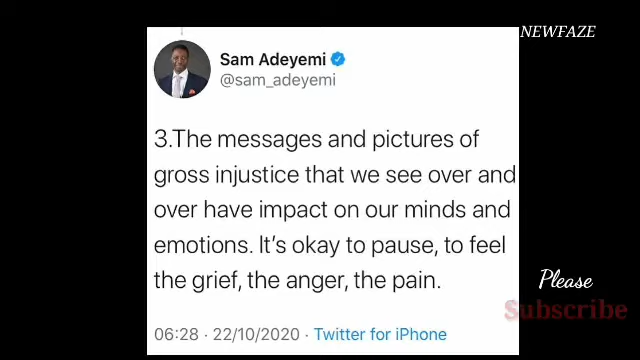 NEWFAZE
Sam Adeyemi
@sam_adeyemi
3.The messages and pictures of
gross injustice that we see over and
over have impact on our minds and
emotions. It's okay to pause, to feel
the grief, the anger, the pain.
06:28 · 22/10/2020 · Twitter for iPhone
Please
Subscribe